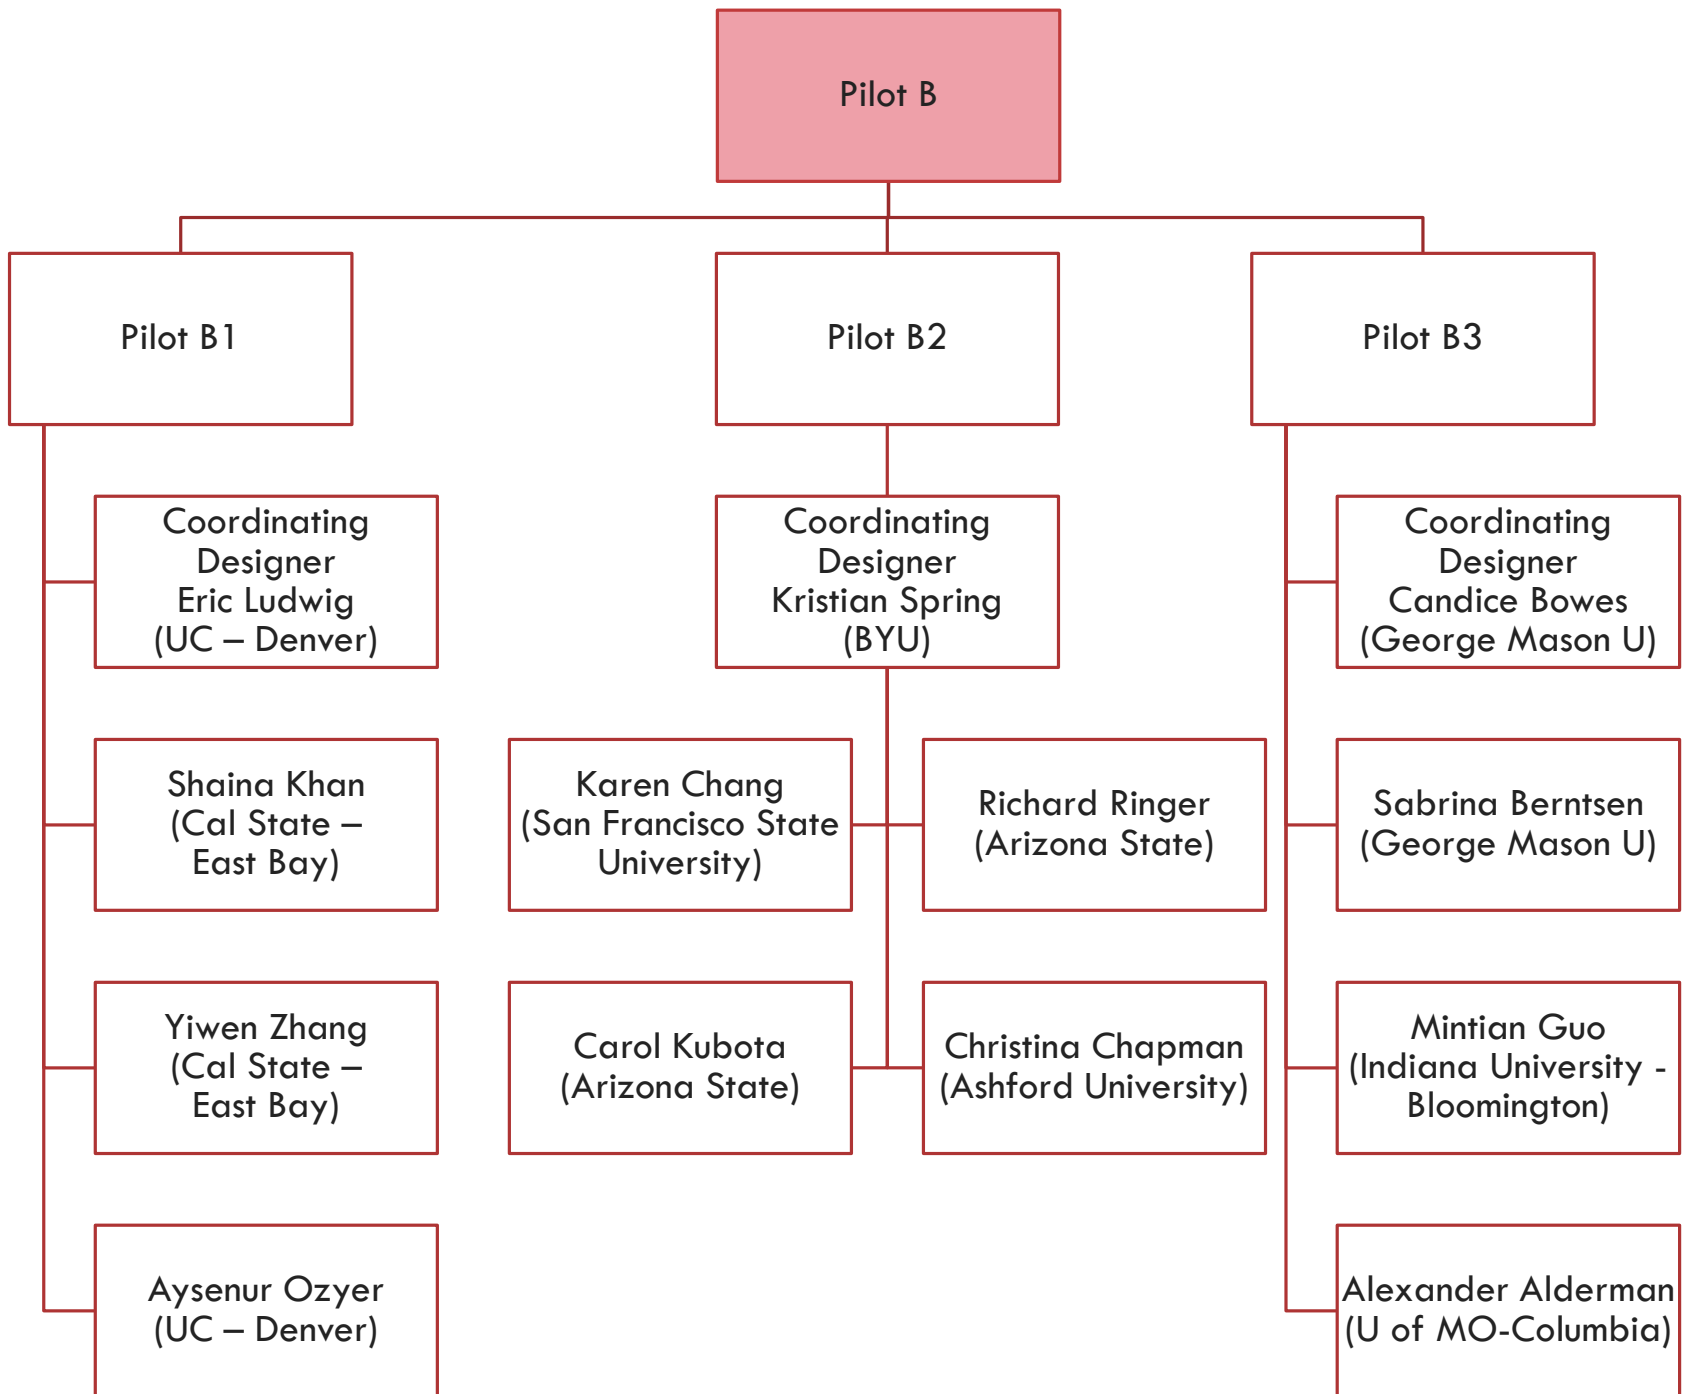 Pilot B
Pilot B1
Pilot B2
Pilot B3
Coordinating
Designer
Eric Ludwig
(UC – Denver)
Coordinating
Designer
Kristian Spring
(BYU)
Coordinating
Designer
Candice Bowes
(George Mason U)
Shaina Khan
(Cal State –
East Bay)
Karen Chang
(San Francisco State
University)
Richard Ringer
(Arizona State)
Sabrina Berntsen
(George Mason U)
Yiwen Zhang
(Cal State –
East Bay)
Carol Kubota
(Arizona State)
Christina Chapman
(Ashford University)
Mintian Guo
(Indiana University -
Bloomington)
Aysenur Ozyer
(UC – Denver)
Alexander Alderman
(U of MO-Columbia)